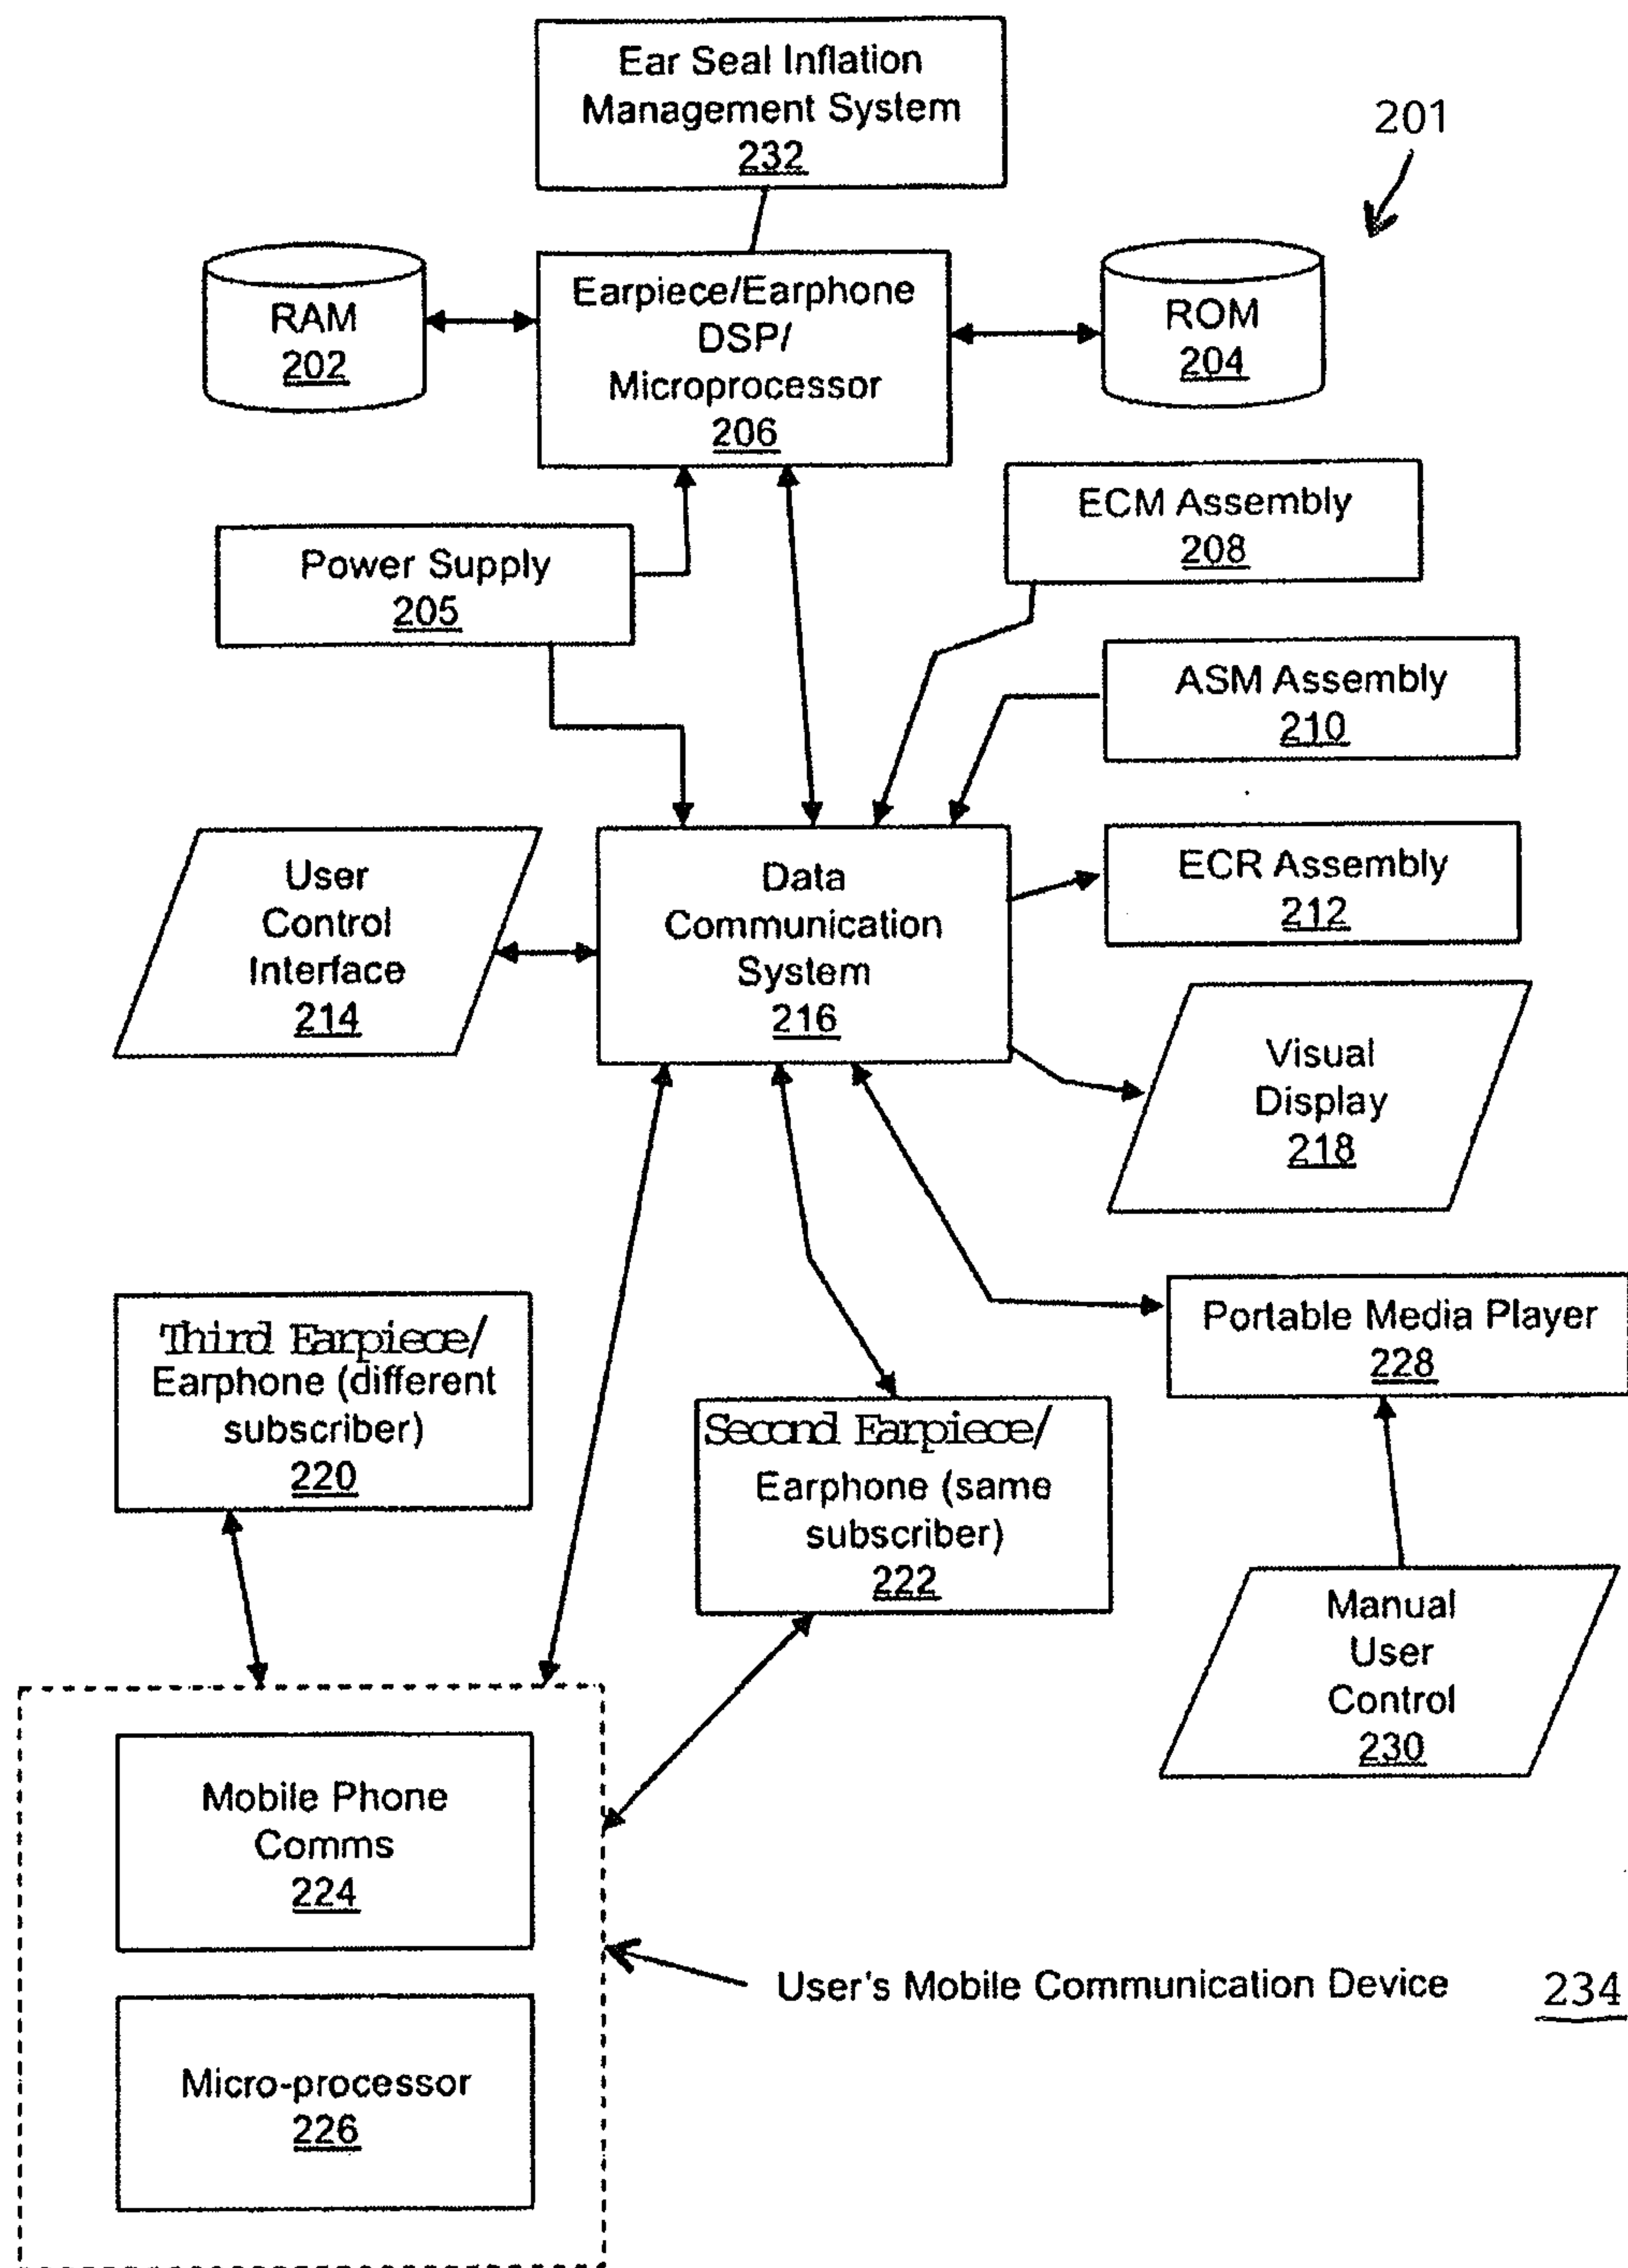 Ear Seal Inflation
Management System
232
201
RAM
202
Earpiece/Earphone
DSP/
Microprocessor
206
ROM
204
ECM Assembly
208
Power Supply
205
ASM Assembly
210
User
Control
Interface
214
Data
Communication
System
216
ECR Assembly
212
Visual
Display
218
Third Earpiece/
Earphone (different
subscriber)
220
Second Earpiece/
Earphone (same
subscriber)
222
Portable Media Player
228
Manual
User
Control
230
Mobile Phone
Comms
224
User's Mobile Communication Device 234
Micro-processor
226